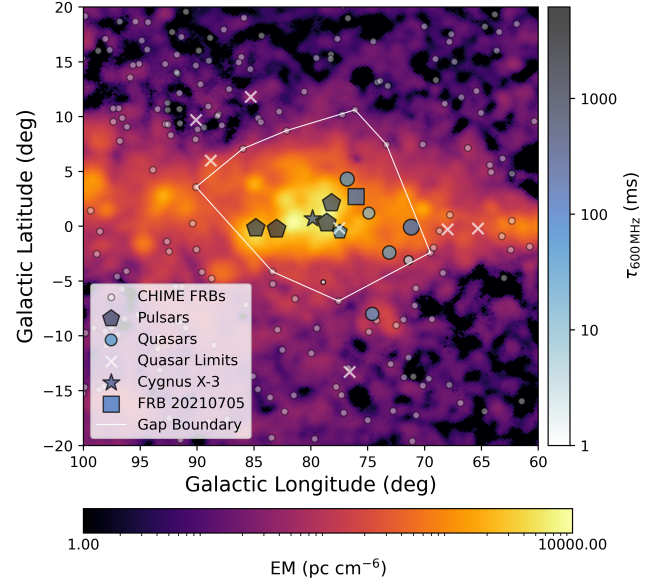 20
15
10
5
0
−5
−10
−15
−20
Galactic Latitude (deg)
CHIME FRBs
Pulsars
Quasars
Quasar Limits
Cygnus X-3
FRB 20210705
Gap Boundary
100 95 90 85 80 75 70 65 60
Galactic Longitude (deg)
1000
100
10
1
τ600 MHz (ms)
1.00 10000.00
EM (pc cm⁻⁶)